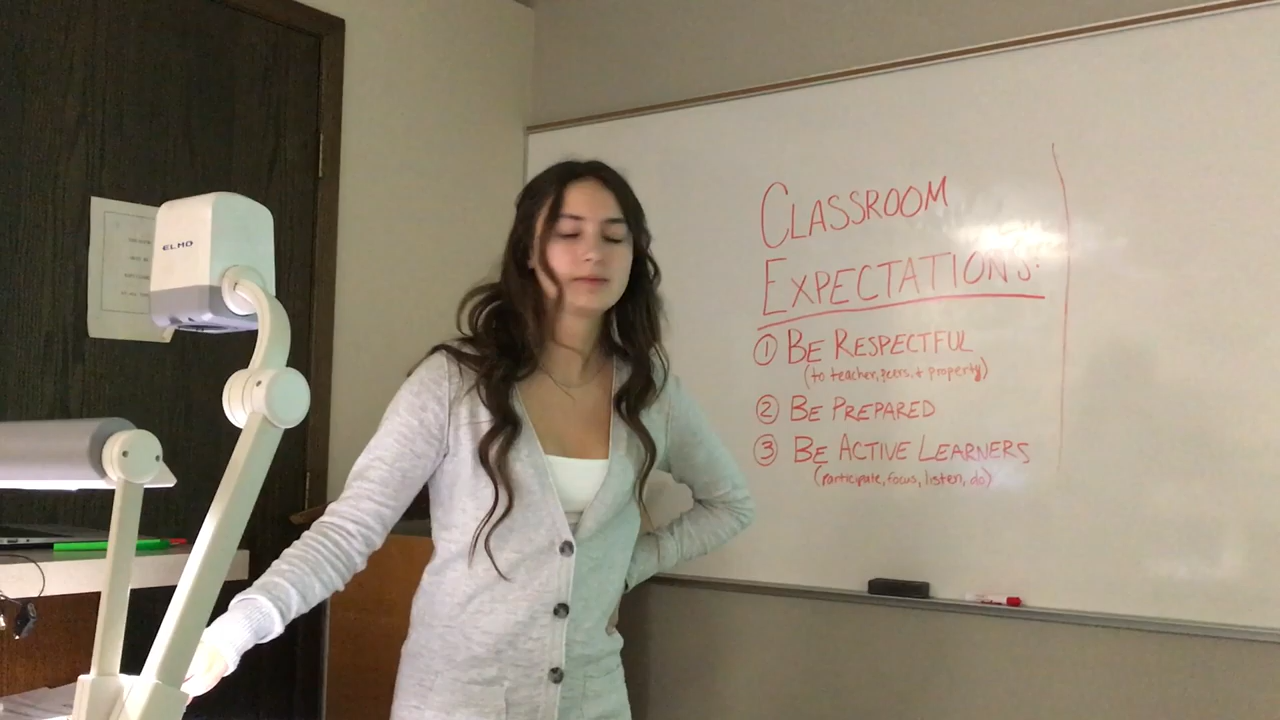 ELMO
CLASSROOM
EXPECTATIONS:
① BE RESPECTFUL
(to teacher, peers, + property)
② BE PREPARED
③ BE ACTIVE LEARNERS
(participate, focus, listen, do)